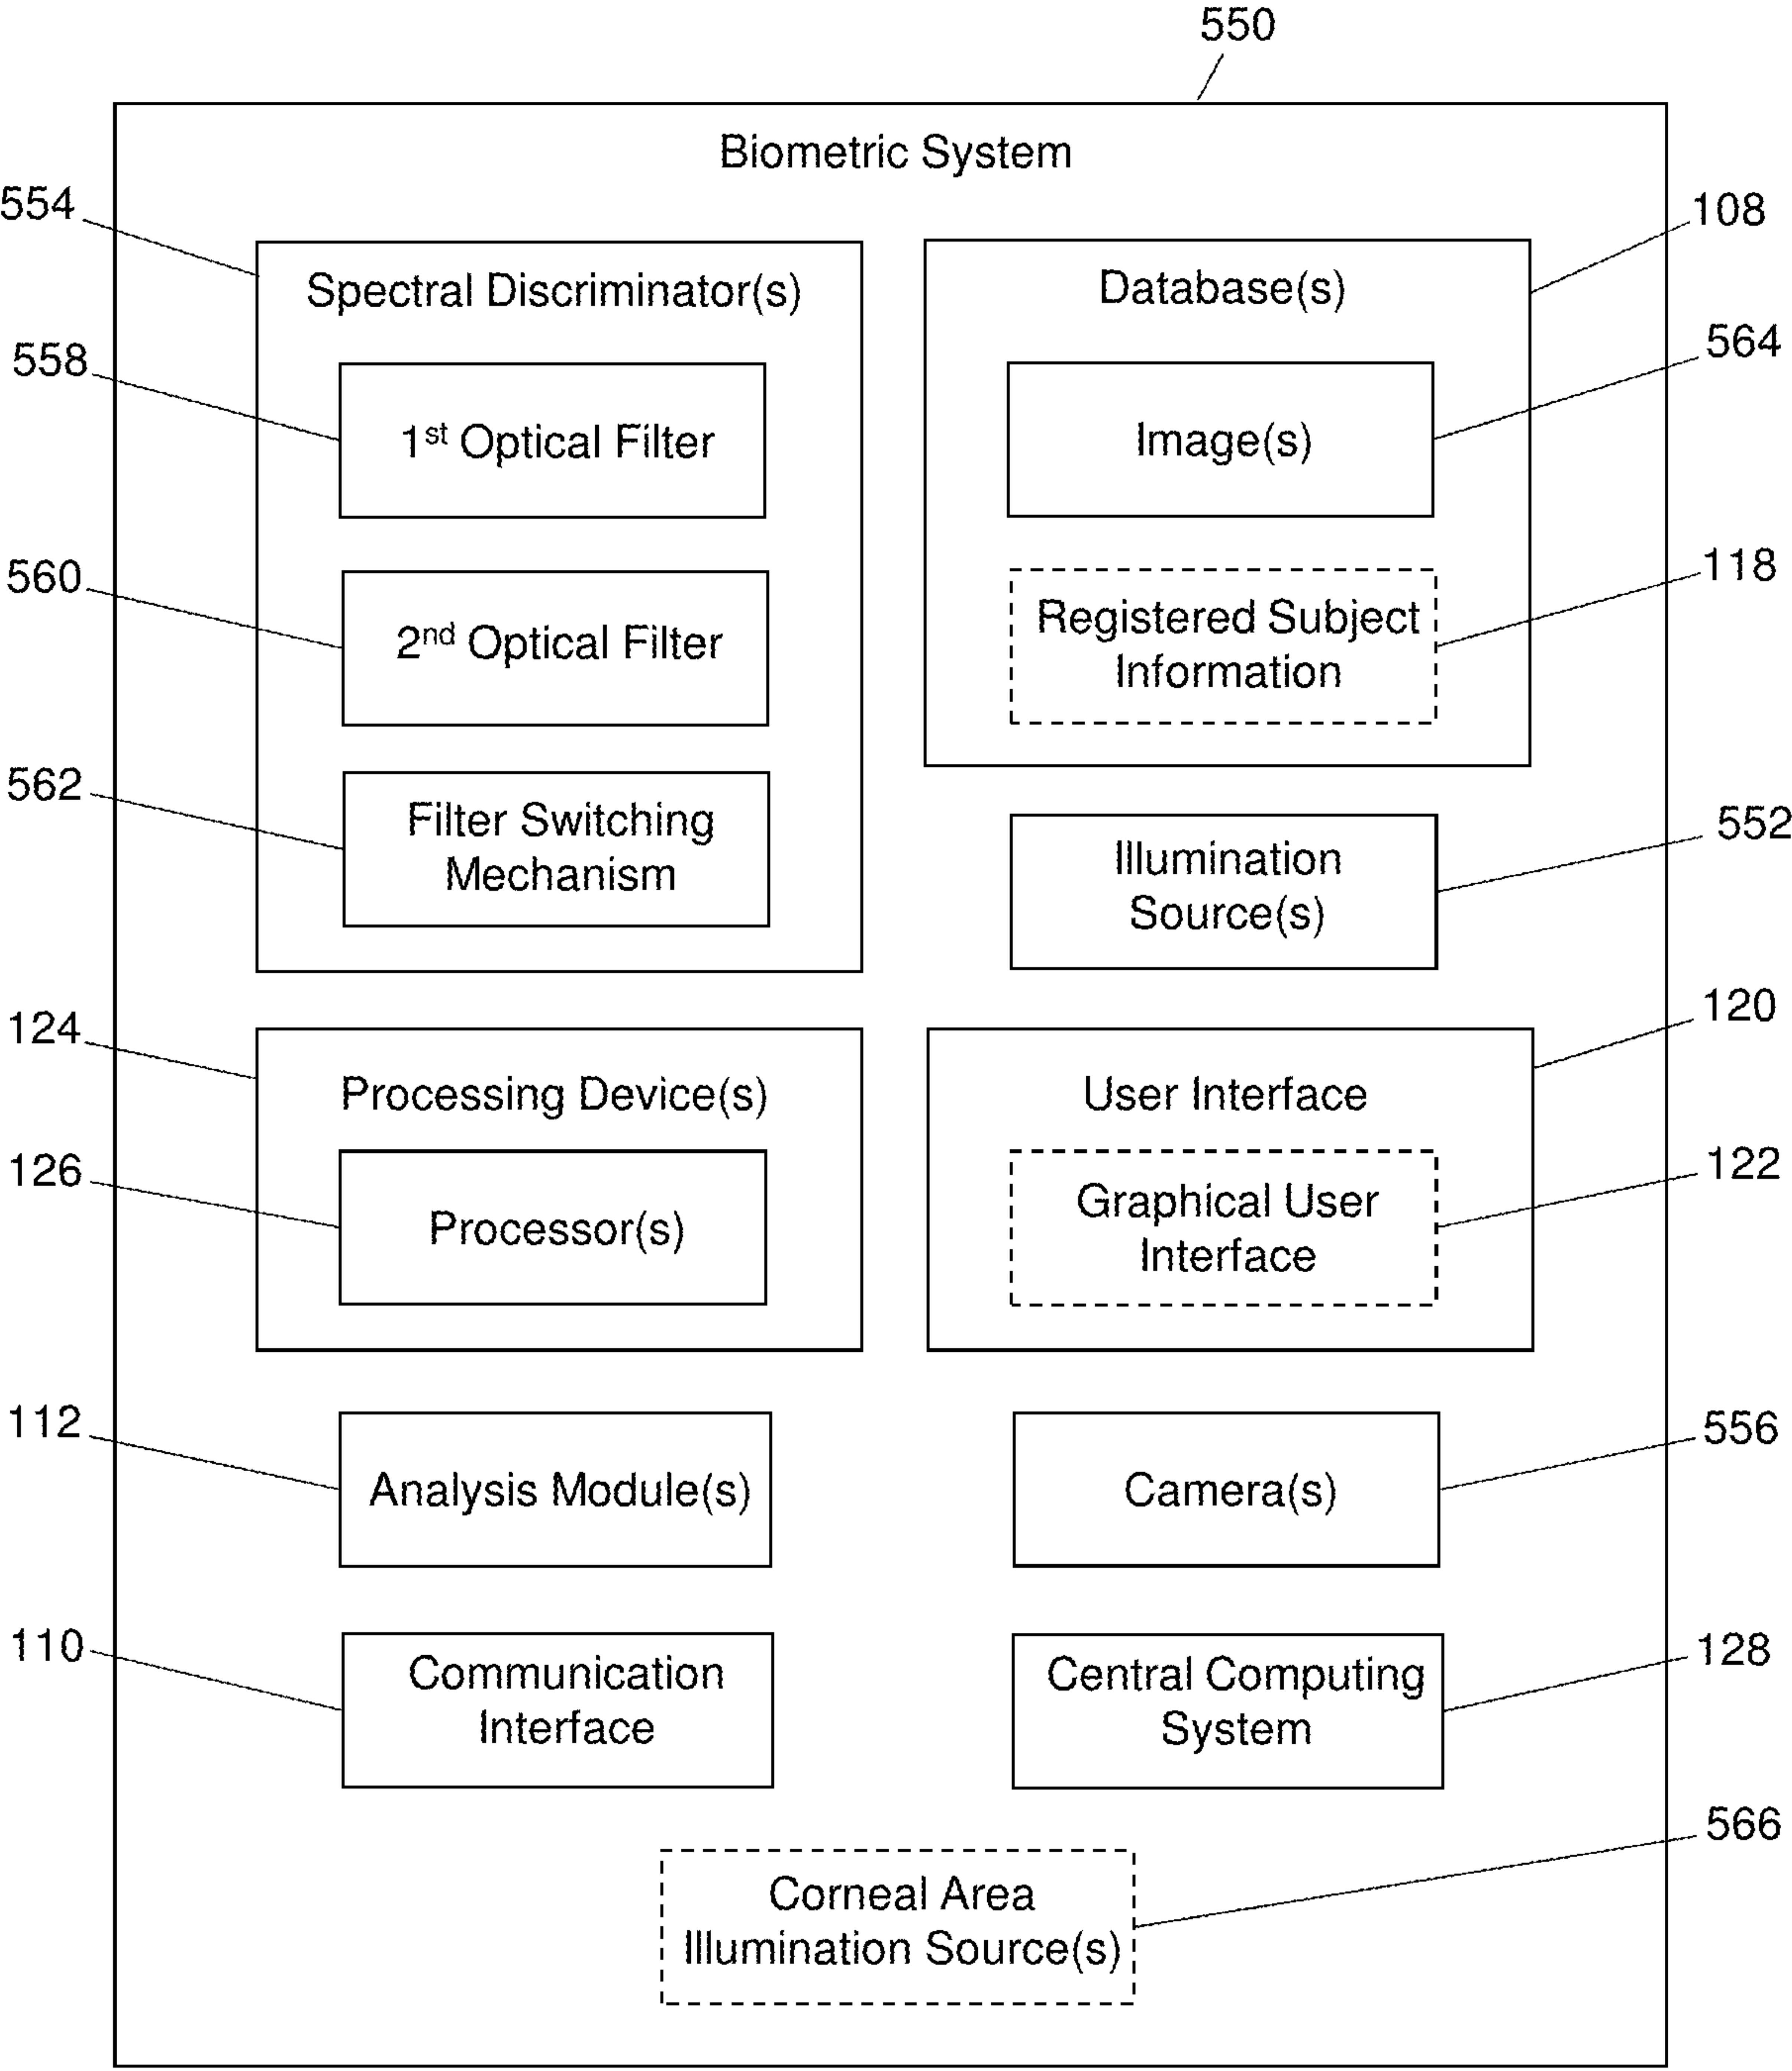 550
Biometric System
554
108
Spectral Discriminator(s)
Database(s)
558
564
1st Optical Filter
Image(s)
560
118
2nd Optical Filter
Registered Subject
Information
562
552
Filter Switching
Mechanism
Illumination
Source(s)
124
120
Processing Device(s)
User Interface
126
122
Processor(s)
Graphical User
Interface
112
556
Analysis Module(s)
Camera(s)
110
128
Communication
Interface
Central Computing
System
566
Corneal Area
Illumination Source(s)